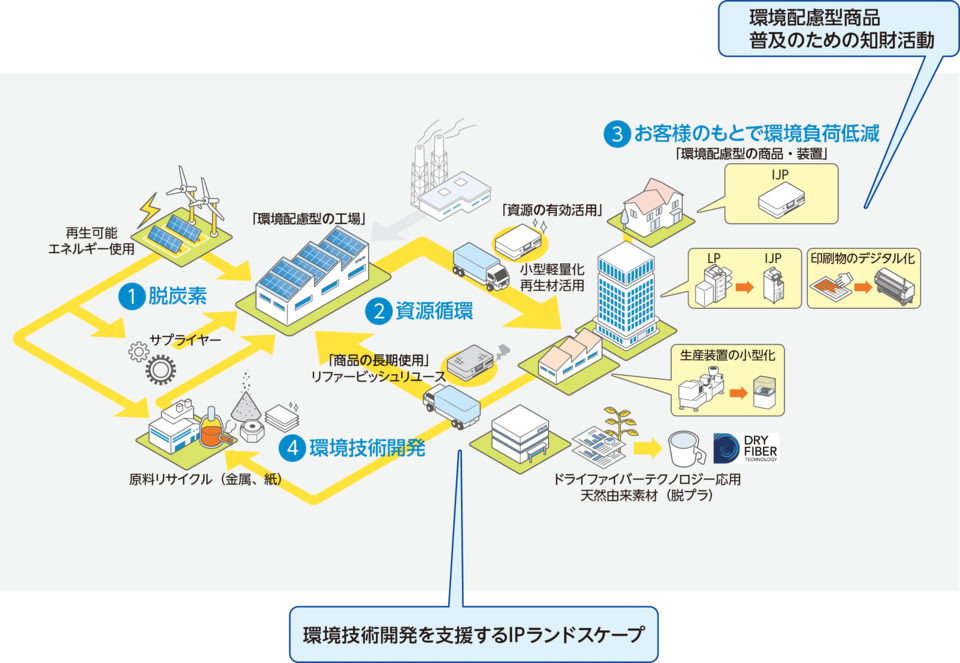 環境配慮型商品
普及のための知財活動
3 お客様のもとで環境負荷低減
「環境配慮型の商品・装置」
IJP
「資源の有効活用」
「環境配慮型の工場」
再生可能
エネルギー使用
小型軽量化
再生材活用
LP
IJP
印刷物のデジタル化
1 脱炭素
2 資源循環
サプライヤー
「商品の長期使用」
リファービッシュリユース
生産装置の小型化
4 環境技術開発
DRY
FIBER
TECHNOLOGY
原料リサイクル（金属、紙）
ドライファイバーテクノロジー応用
天然由来素材（脱プラ）
環境技術開発を支援するIPランドスケープ